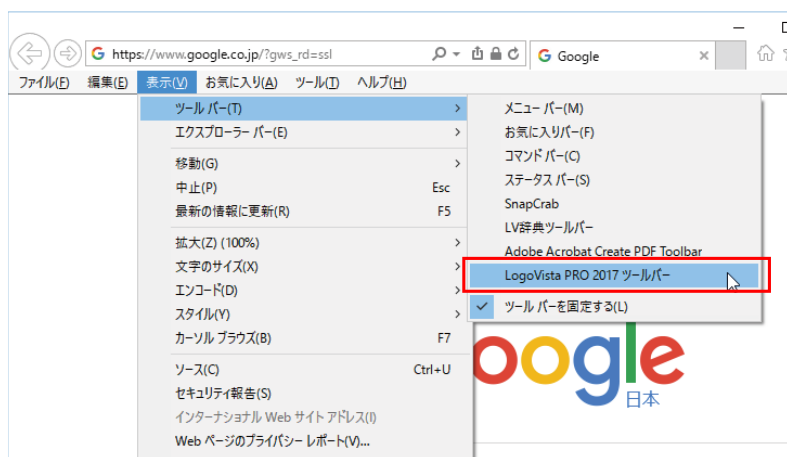 https://www.google.co.jp/?gws_rd=ssl
Google
ファイル(F) 編集(E) 表示(V) お気に入り(A) ツール(T) ヘルプ(H)
ツール バー(T)
エクスプローラー バー(E)
移動(G)
中止(P) Esc
最新の情報に更新(R) F5
拡大(Z) (100%)
文字のサイズ(X)
エンコード(D)
スタイル(Y)
カーソル ブラウズ(B) F7
ソース(C) Ctrl+U
セキュリティ報告(S)
インターナショナル Web サイト アドレス(I)
Web ページのプライバシー レポート(V)...
メニュー バー(M)
お気に入りバー(F)
コマンド バー(C)
ステータス バー(S)
SnapCrab
LV辞典ツールバー
Adobe Acrobat Create PDF Toolbar
LogoVista PRO 2017 ツールバー
ツール バーを固定する(L)
oogle
日本